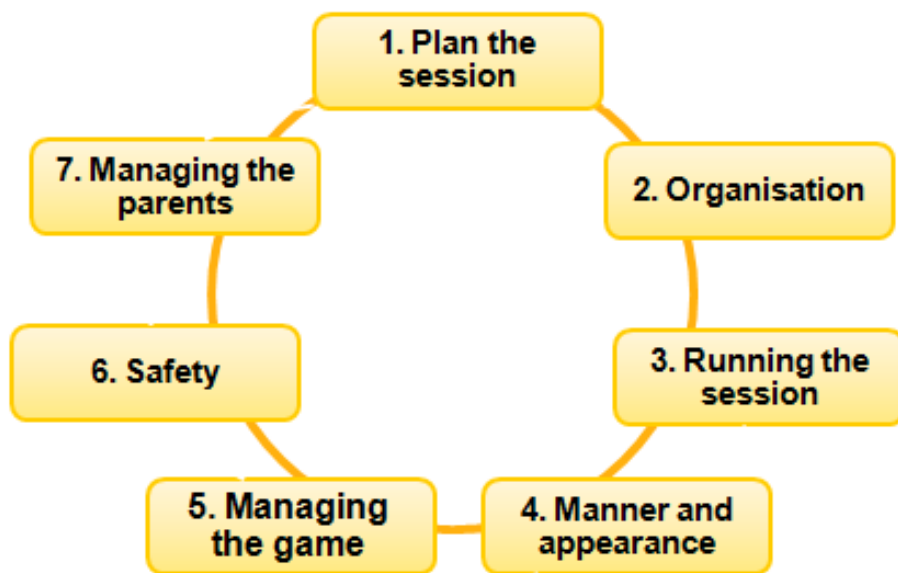 1. Plan the
session
2. Organisation
3. Running the
session
4. Manner and
appearance
5. Managing
the game
6. Safety
7. Managing the
parents